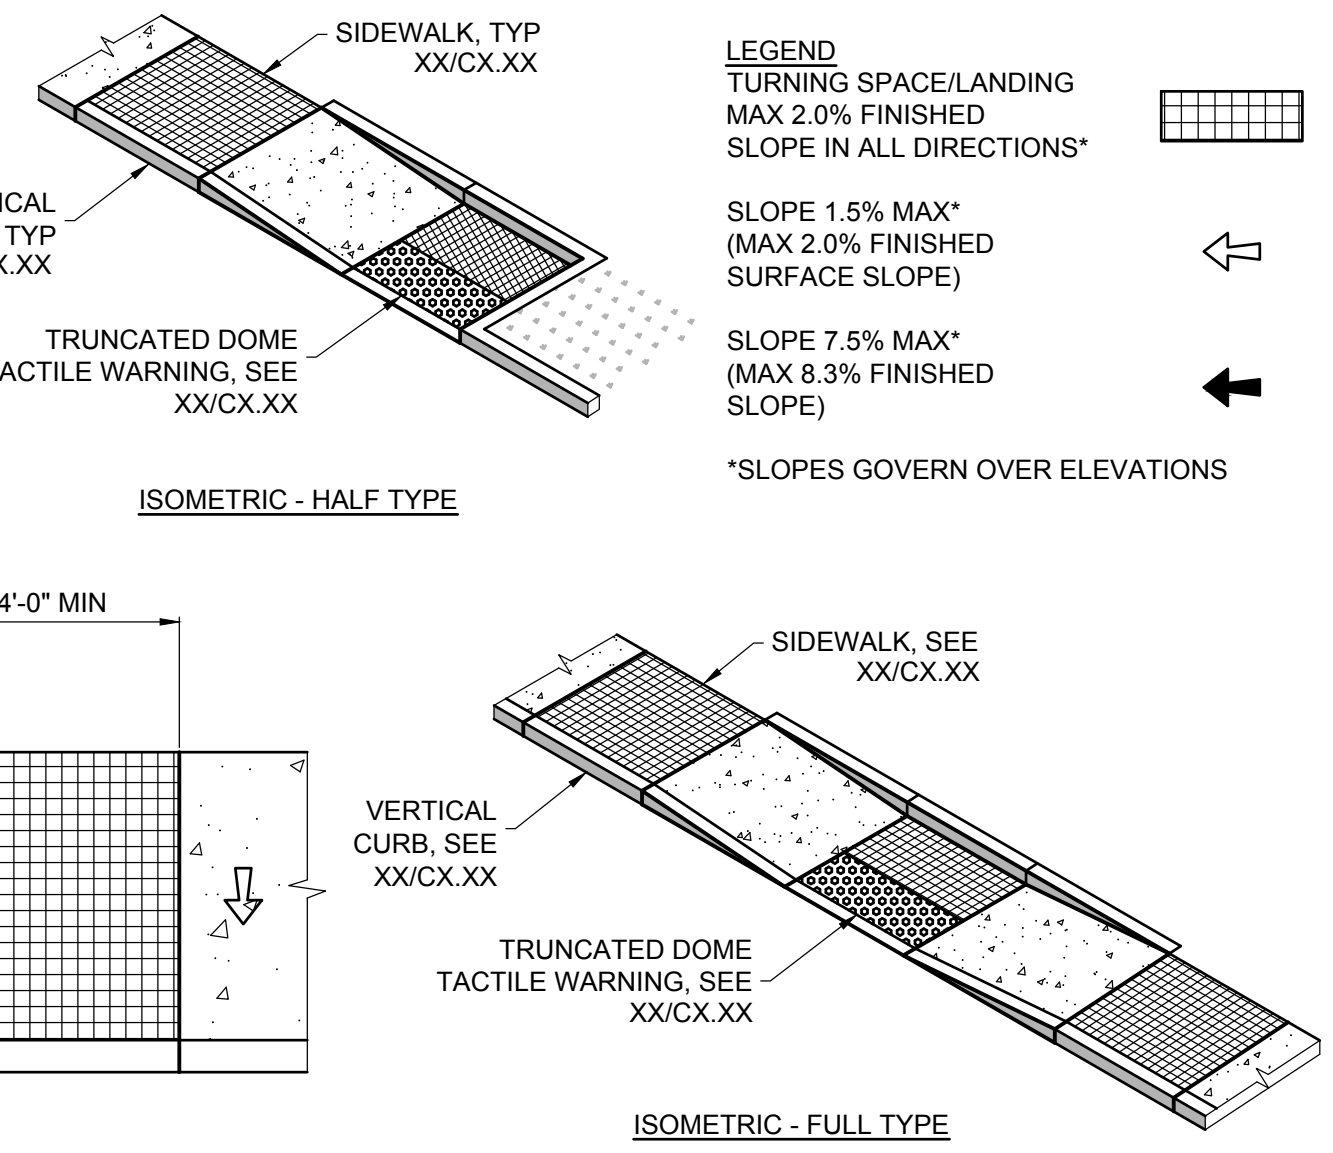 SIDEWALK, TYP
XX/CX.XX
TYP
TRUNCATED DOME
WARNING, SEE
XX/CX.XX
ISOMETRIC - HALF TYPE
LEGEND
TURNING SPACE/LANDING
MAX 2.0% FINISHED
SLOPE IN ALL DIRECTIONS*
SLOPE 1.5% MAX*
(MAX 2.0% FINISHED
SURFACE SLOPE)
SLOPE 7.5% MAX*
(MAX 8.3% FINISHED
SLOPE)
*SLOPES GOVERN OVER ELEVATIONS
4'-0" MIN
SIDEWALK, SEE
XX/CX.XX
VERTICAL
CURB, SEE
XX/CX.XX
TRUNCATED DOME
TACTILE WARNING, SEE
XX/CX.XX
ISOMETRIC - FULL TYPE